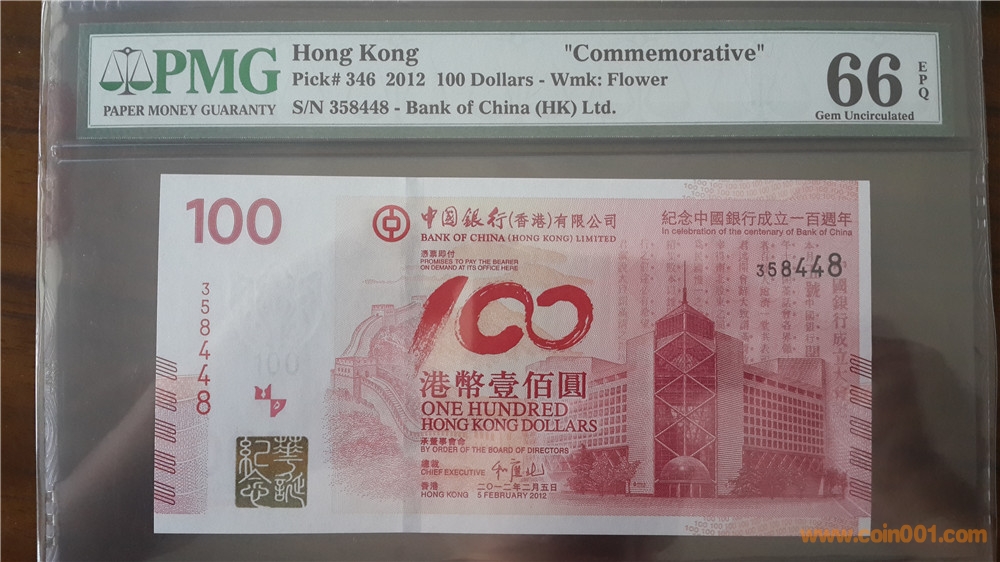 PMG
PAPER MONEY GUARANTY
Hong Kong "Commemorative"
Pick# 346 2012 100 Dollars - Wmk: Flower
S/N 358448 - Bank of China (HK) Ltd.
66
EPQ
Gem Uncirculated
100
中國銀行(香港)有限公司
BANK OF CHINA (HONG KONG) LIMITED
紀念中國銀行成立一百週年
In celebration of the centenary of Bank of China
憑票即付
PROMISES TO PAY THE BEARER
ON DEMAND AT ITS OFFICE HERE
358448
358448
100
100
港幣壹佰圓
ONE HUNDRED
HONG KONG DOLLARS
承董事會命
BY ORDER OF THE BOARD OF DIRECTORS
總裁
CHIEF EXECUTIVE
香港 二〇一二年二月五日
HONG KONG 5 FEBRUARY 2012
華誕紀念
www.coin001.com